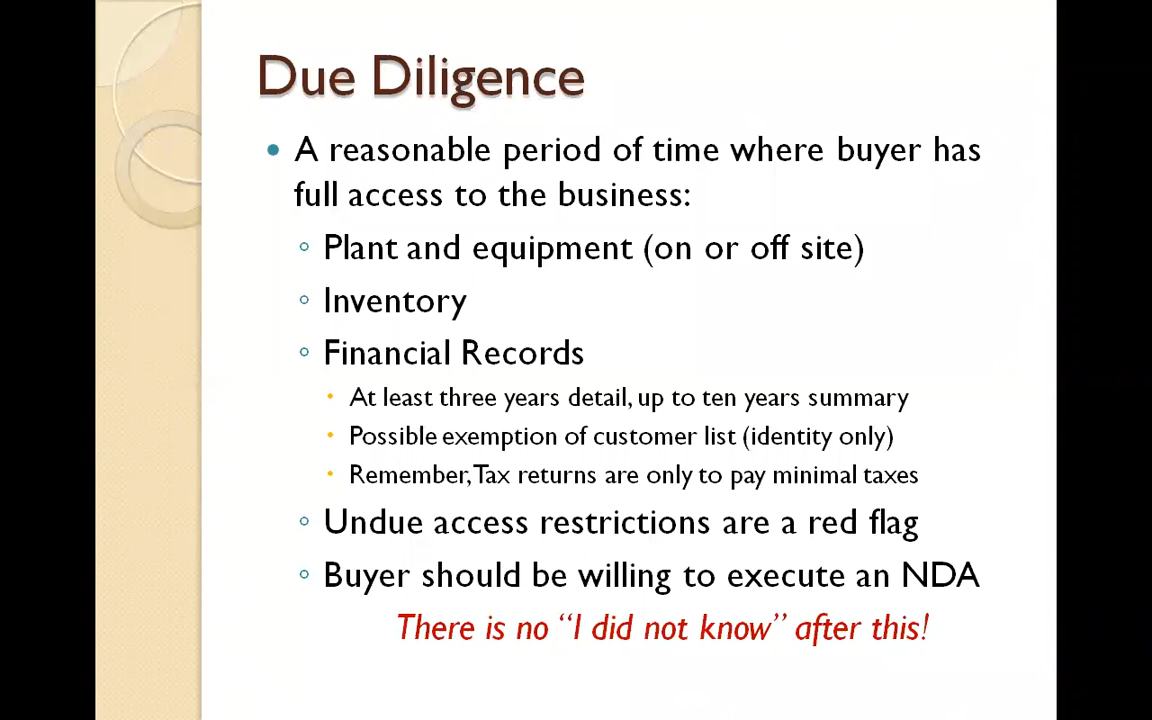 Due Diligence
• A reasonable period of time where buyer has
full access to the business:
◦ Plant and equipment (on or off site)
◦ Inventory
◦ Financial Records
• At least three years detail, up to ten years summary
• Possible exemption of customer list (identity only)
• Remember, Tax returns are only to pay minimal taxes
◦ Undue access restrictions are a red flag
◦ Buyer should be willing to execute an NDA
There is no “I did not know” after this!